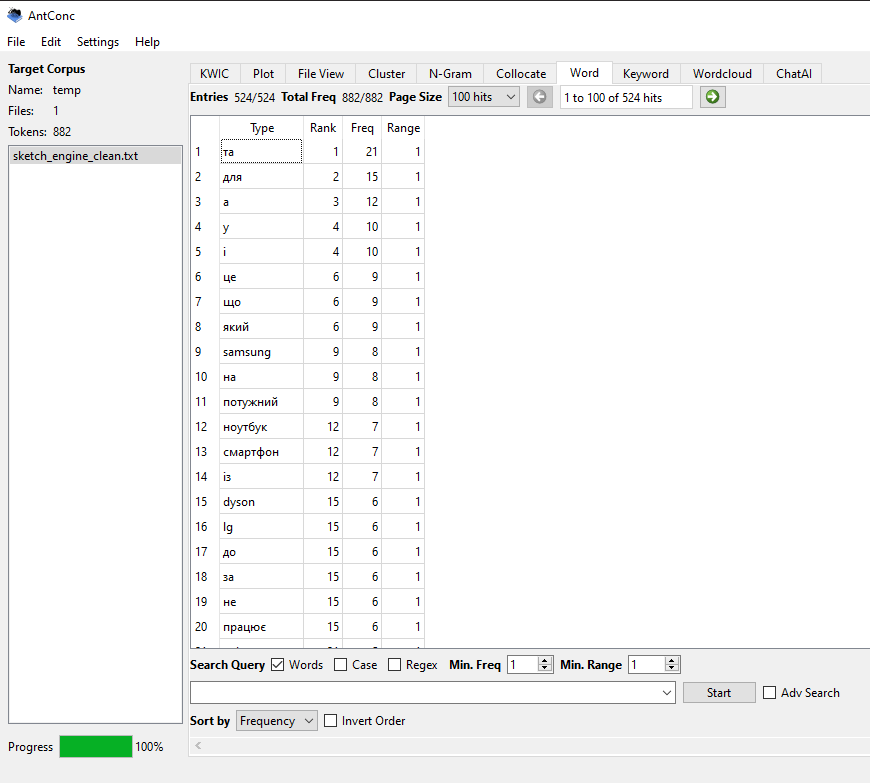 AntConc
File Edit Settings Help
Target Corpus
Name: temp
Files: 1
Tokens: 882
sketch_engine_clean.txt
Progress 100%
KWIC Plot File View Cluster N-Gram Collocate Word Keyword Wordcloud ChatAI
Entries 524/524 Total Freq 882/882 Page Size 100 hits 1 to 100 of 524 hits
Type Rank Freq Range
1 та 1 21 1
2 для 2 15 1
3 а 3 12 1
4 у 4 10 1
5 і 4 10 1
6 це 6 9 1
7 що 6 9 1
8 який 6 9 1
9 samsung 9 8 1
10 на 9 8 1
11 потужний 9 8 1
12 ноутбук 12 7 1
13 смартфон 12 7 1
14 із 12 7 1
15 dyson 15 6 1
16 lg 15 6 1
17 до 15 6 1
18 за 15 6 1
19 не 15 6 1
20 працює 15 6 1
Search Query Words Case Regex Min. Freq 1 Min. Range 1
Start Adv Search
Sort by Frequency Invert Order